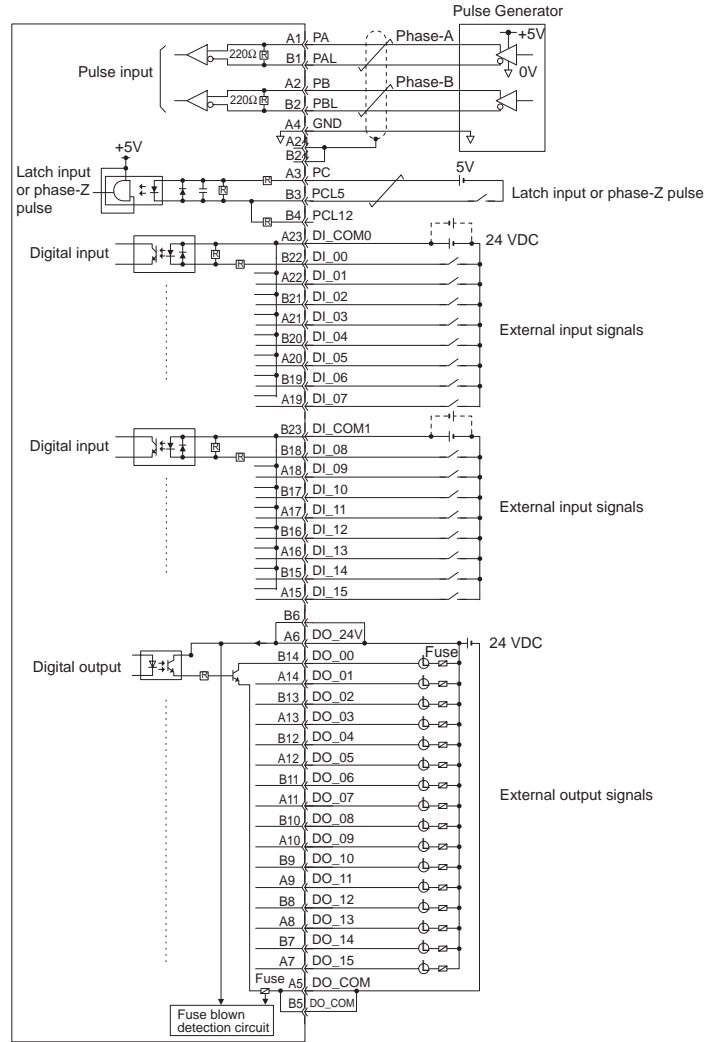 Pulse Generator
+5V
A1 PA Phase-A
220Ω R
Pulse input
B1 PAL
0V
A2 PB Phase-B
220Ω R
B2 PBL
A4 GND
A24
B24
+5V
A3 PC
5V
Latch input
or phase-Z
pulse
R
R
B3 PCL5
Latch input or phase-Z pulse
R
B4 PCL12
A23 DI_COM0
24 VDC
Digital input
R
R
B22 DI_00
A22 DI_01
B21 DI_02
A21 DI_03
External input signals
B20 DI_04
A20 DI_05
B19 DI_06
A19 DI_07
B23 DI_COM1
Digital input
R
R
B18 DI_08
A18 DI_09
B17 DI_10
A17 DI_11
External input signals
B16 DI_12
A16 DI_13
B15 DI_14
A15 DI_15
B6
A6 DO_24V
24 VDC
Fuse
Digital output
R
B14 DO_00 L
A14 DO_01 L
B13 DO_02 L
A13 DO_03 L
B12 DO_04 L
A12 DO_05 L
B11 DO_06 L
A11 DO_07 L
External output signals
B10 DO_08 L
A10 DO_09 L
B9 DO_10 L
A9 DO_11 L
B8 DO_12 L
A8 DO_13 L
B7 DO_14 L
A7 DO_15 L
Fuse
A5 DO_COM
B5 DO_COM
Fuse blown
detection circuit